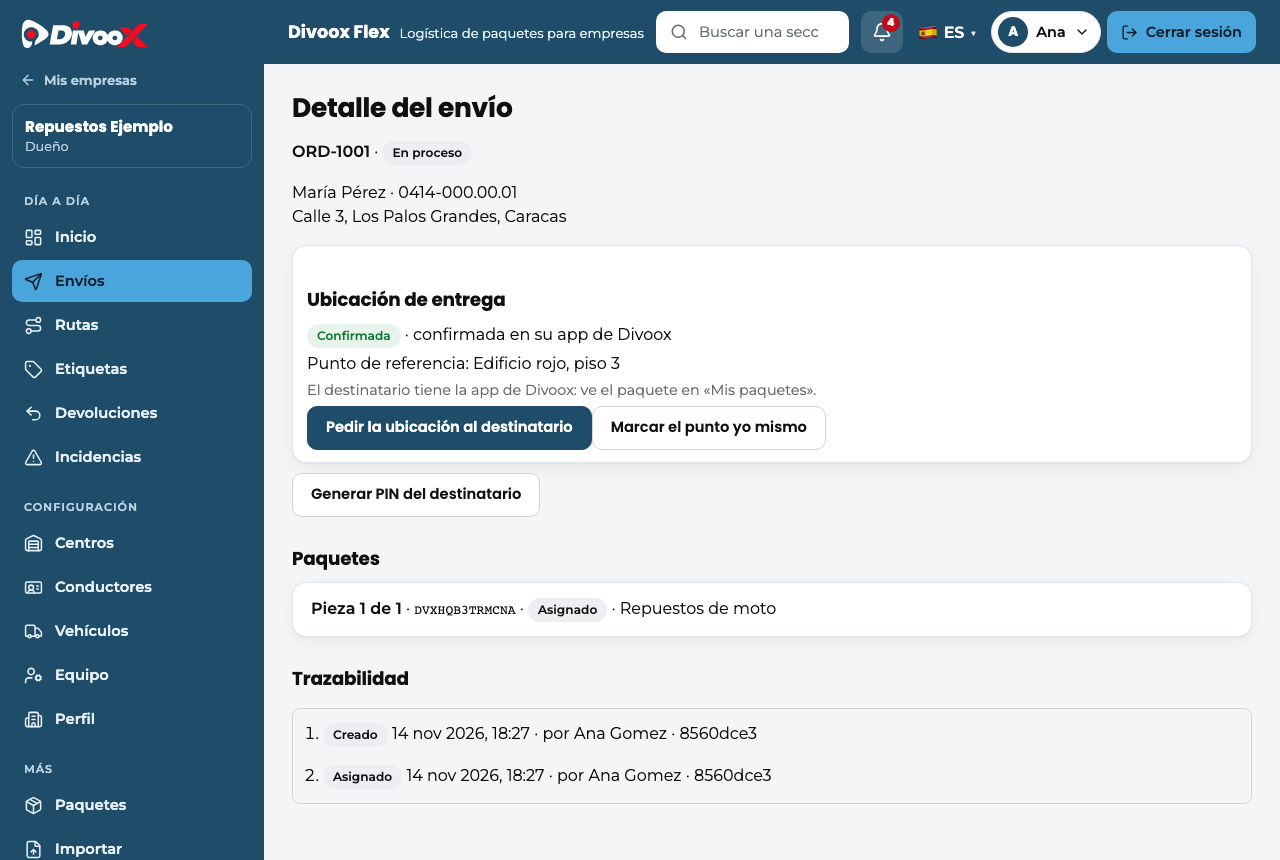 DivooX
Divoox Flex Logística de paquetes para empresas
Buscar una secc
4
ES
A Ana
Cerrar sesión
Mis empresas
Repuestos Ejemplo
Dueño
DÍA A DÍA
Inicio
Envíos
Rutas
Etiquetas
Devoluciones
Incidencias
CONFIGURACIÓN
Centros
Conductores
Vehículos
Equipo
Perfil
MÁS
Paquetes
Importar
Detalle del envío
ORD-1001 · En proceso
María Pérez · 0414-000.00.01
Calle 3, Los Palos Grandes, Caracas
Ubicación de entrega
Confirmada · confirmada en su app de Divoox
Punto de referencia: Edificio rojo, piso 3
El destinatario tiene la app de Divoox: ve el paquete en «Mis paquetes».
Pedir la ubicación al destinatario
Marcar el punto yo mismo
Generar PIN del destinatario
Paquetes
Pieza 1 de 1 · DVXHQB3TRMCNA · Asignado · Repuestos de moto
Trazabilidad
1. Creado 14 nov 2026, 18:27 · por Ana Gomez · 8560dce3
2. Asignado 14 nov 2026, 18:27 · por Ana Gomez · 8560dce3